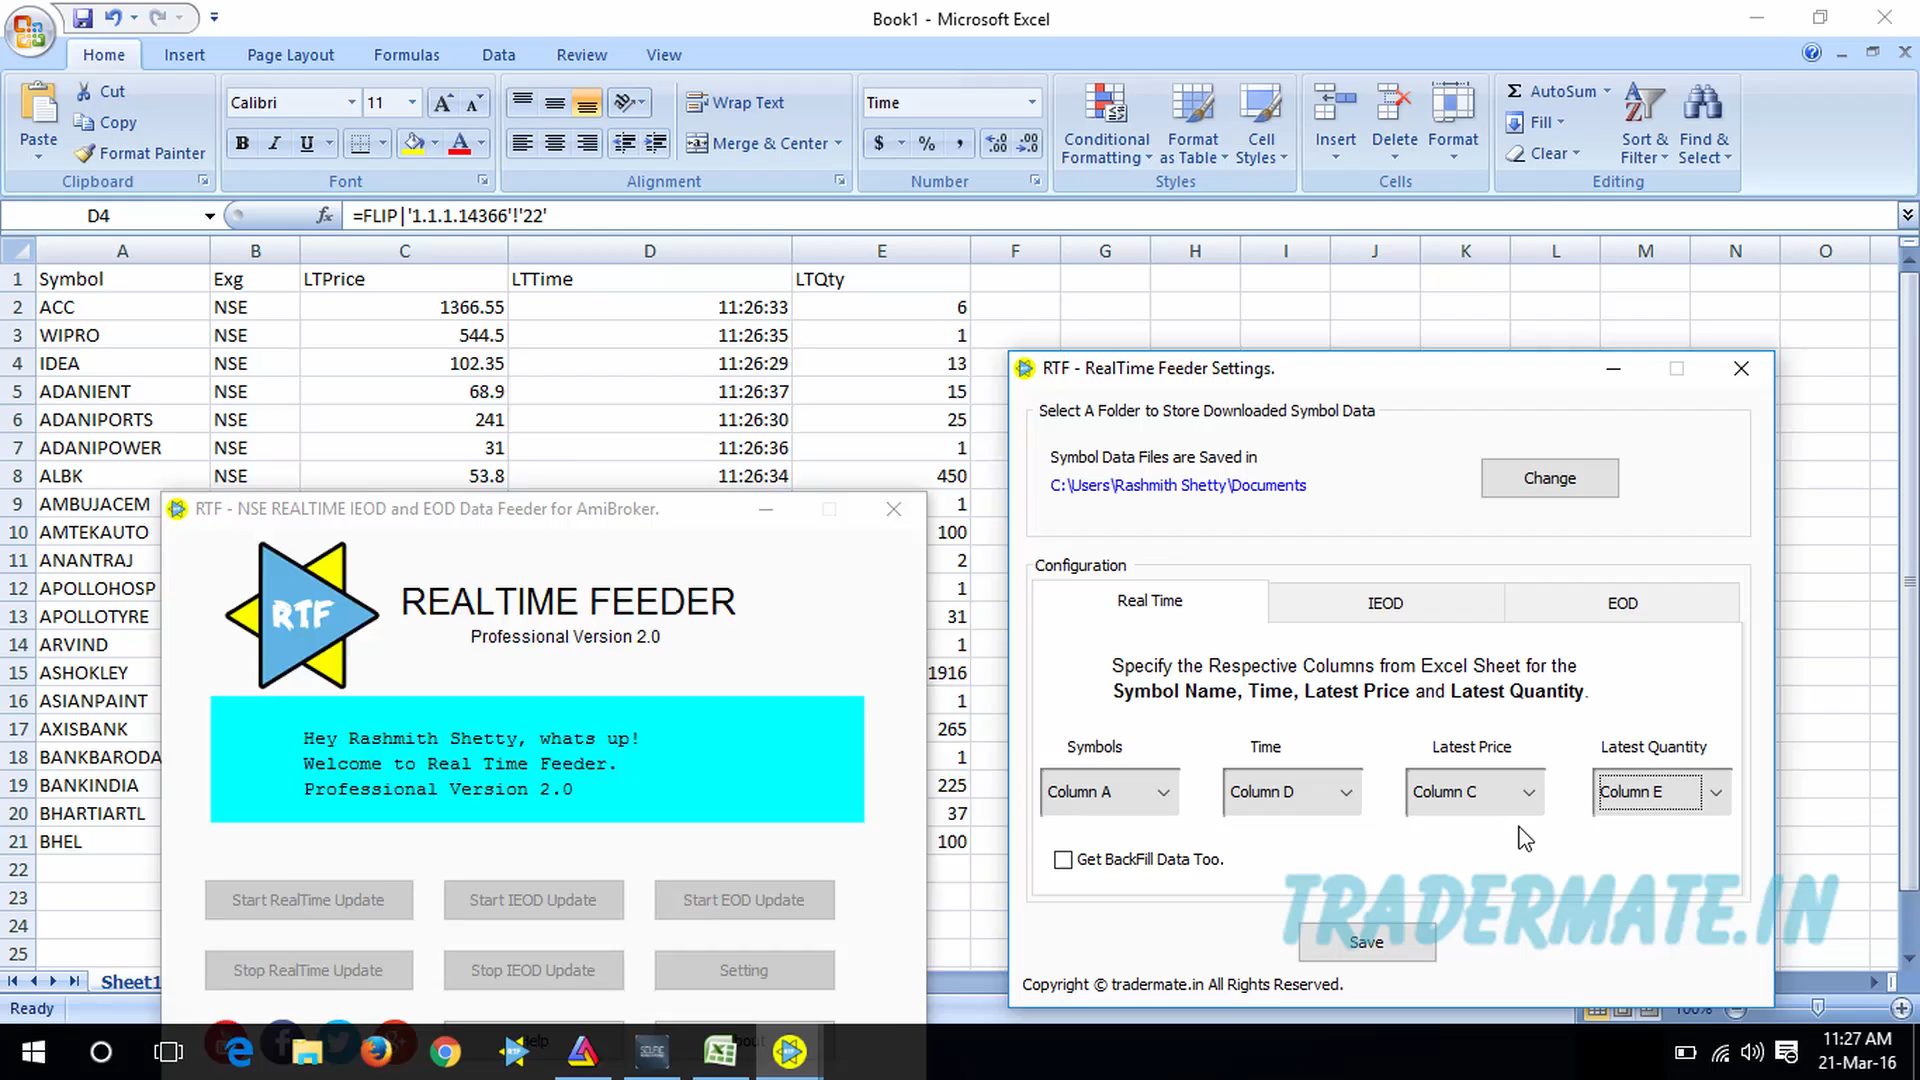 Book1 - Microsoft Excel
Home Insert Page Layout Formulas Data Review View
Paste
Cut
Copy
Format Painter
Clipboard
Calibri 11
B I U
Font
Wrap Text
Merge & Center
Alignment
Time
$ % ,
Number
Conditional Formatting
Format as Table
Cell Styles
Styles
Insert Delete Format
Cells
AutoSum
Fill
Clear
Sort & Filter
Find & Select
Editing
D4 fx =FLIP|'1.1.1.14366'!'22'
A B C D E F G H I J K L M N O
1 Symbol Exg LTPrice LTTime LTQty
2 ACC NSE 1366.55 11:26:33 6
3 WIPRO NSE 544.5 11:26:35 1
4 IDEA NSE 102.35 11:26:29 13
5 ADANIENT NSE 68.9 11:26:37 15
6 ADANIPORTS NSE 241 11:26:30 25
7 ADANIPOWER NSE 31 11:26:36 1
8 ALBK NSE 53.8 11:26:34 450
9 AMBUJACEM 1
10 AMTEKAUTO 100
11 ANANTRAJ 2
12 APOLLOHOSP 1
13 APOLLOTYRE 31
14 ARVIND 1
15 ASHOKLEY 1916
16 ASIANPAINT 1
17 AXISBANK 265
18 BANKBARODA 1
19 BANKINDIA 225
20 BHARTIARTL 37
21 BHEL 100
22
23
24
25
Sheet1
Ready
100%
RTF - NSE REALTIME IEOD and EOD Data Feeder for AmiBroker.
RTF
REALTIME FEEDER
Professional Version 2.0
Hey Rashmith Shetty, whats up!
Welcome to Real Time Feeder.
Professional Version 2.0
Start RealTime Update Start IEOD Update Start EOD Update
Stop RealTime Update Stop IEOD Update Setting
RTF - RealTime Feeder Settings.
Select A Folder to Store Downloaded Symbol Data
Symbol Data Files are Saved in
C:\Users\Rashmith Shetty\Documents
Change
Configuration
Real Time IEOD EOD
Specify the Respective Columns from Excel Sheet for the
Symbol Name, Time, Latest Price and Latest Quantity.
Symbols Time Latest Price Latest Quantity
Column A Column D Column C Column E
Get BackFill Data Too.
TRADERMATE.IN
Save
Copyright © tradermate.in All Rights Reserved.
11:27 AM
21-Mar-16